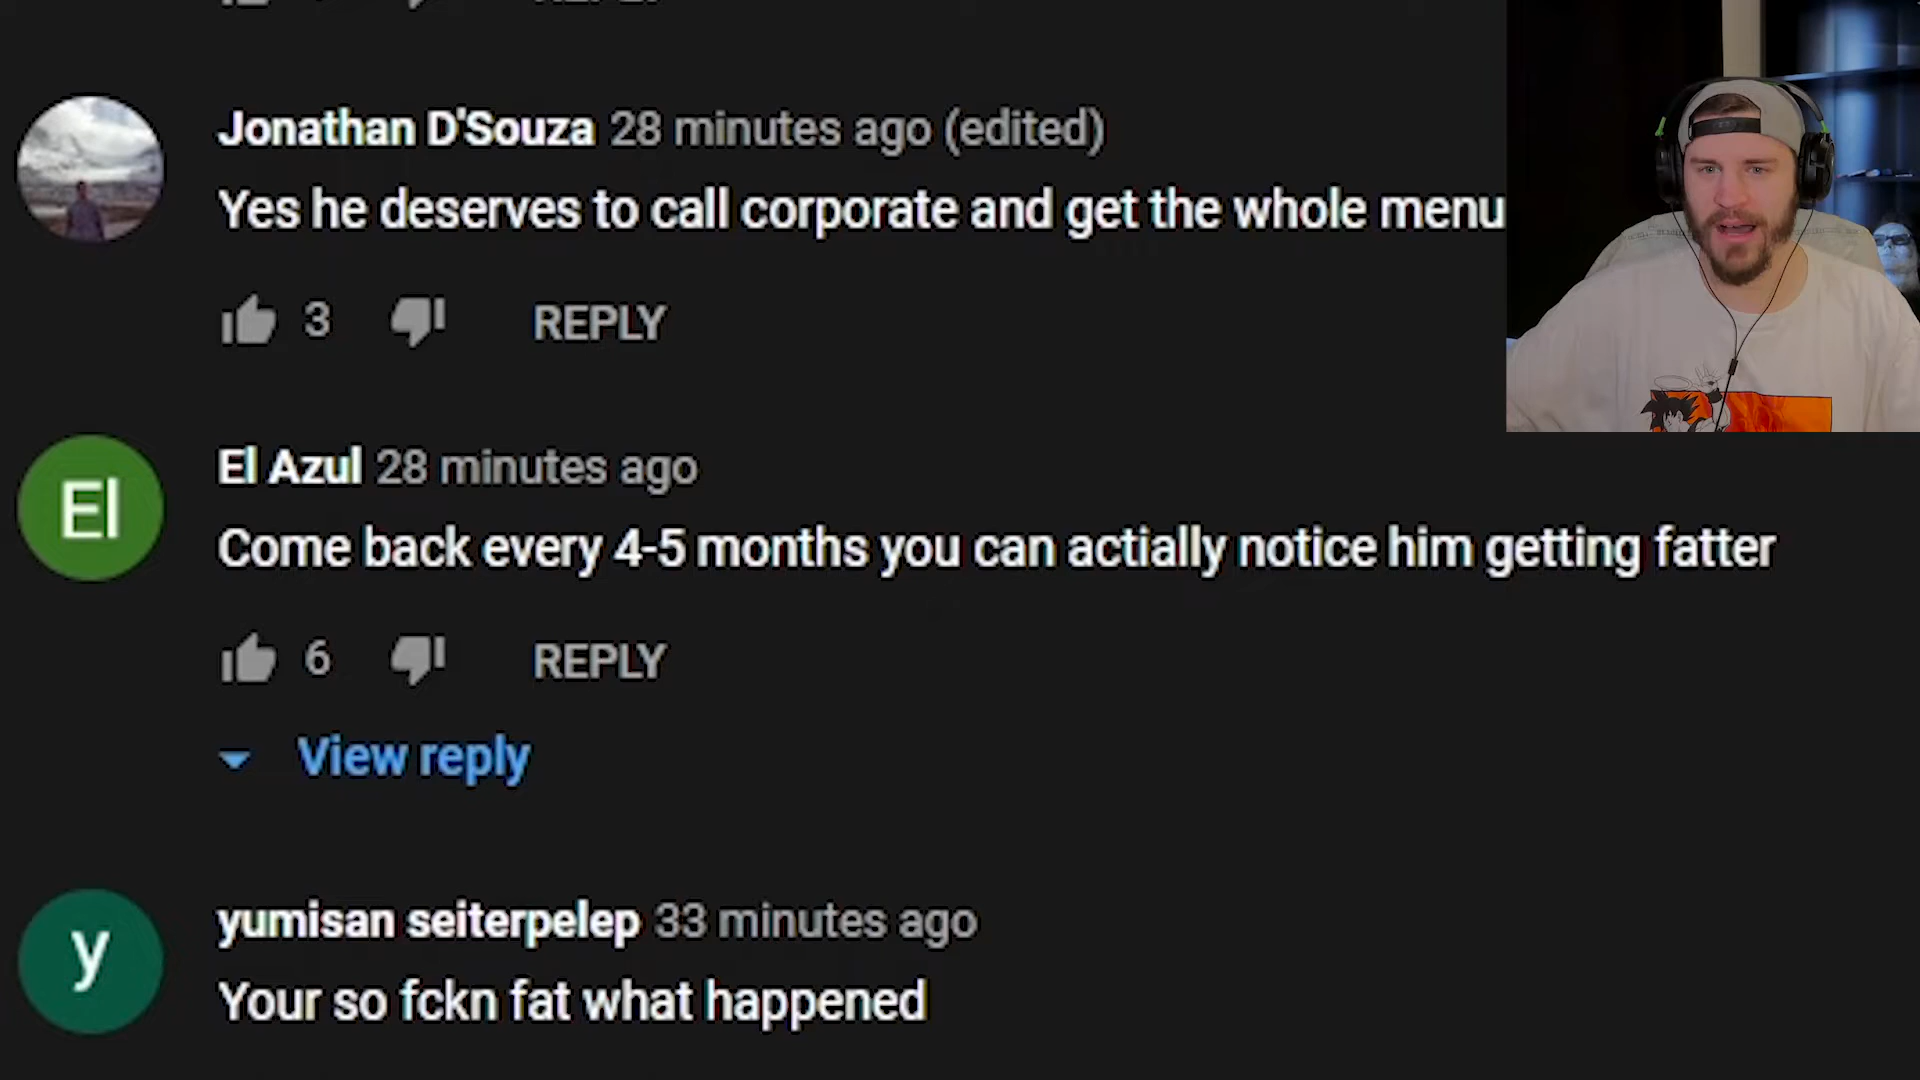 Jonathan D'Souza 28 minutes ago (edited)
Yes he deserves to call corporate and get the whole menu
3 REPLY
El
El Azul 28 minutes ago
Come back every 4-5 months you can actially notice him getting fatter
6 REPLY
View reply
y
yumisan seiterpelep 33 minutes ago
Your so fckn fat what happened